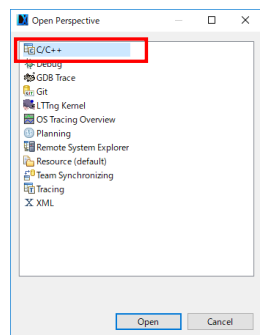 Open Perspective
C/C++
Debug
GDB Trace
Git
LTTng Kernel
OS Tracing Overview
Planning
Remote System Explorer
Resource (default)
Team Synchronizing
Tracing
XML
Open
Cancel